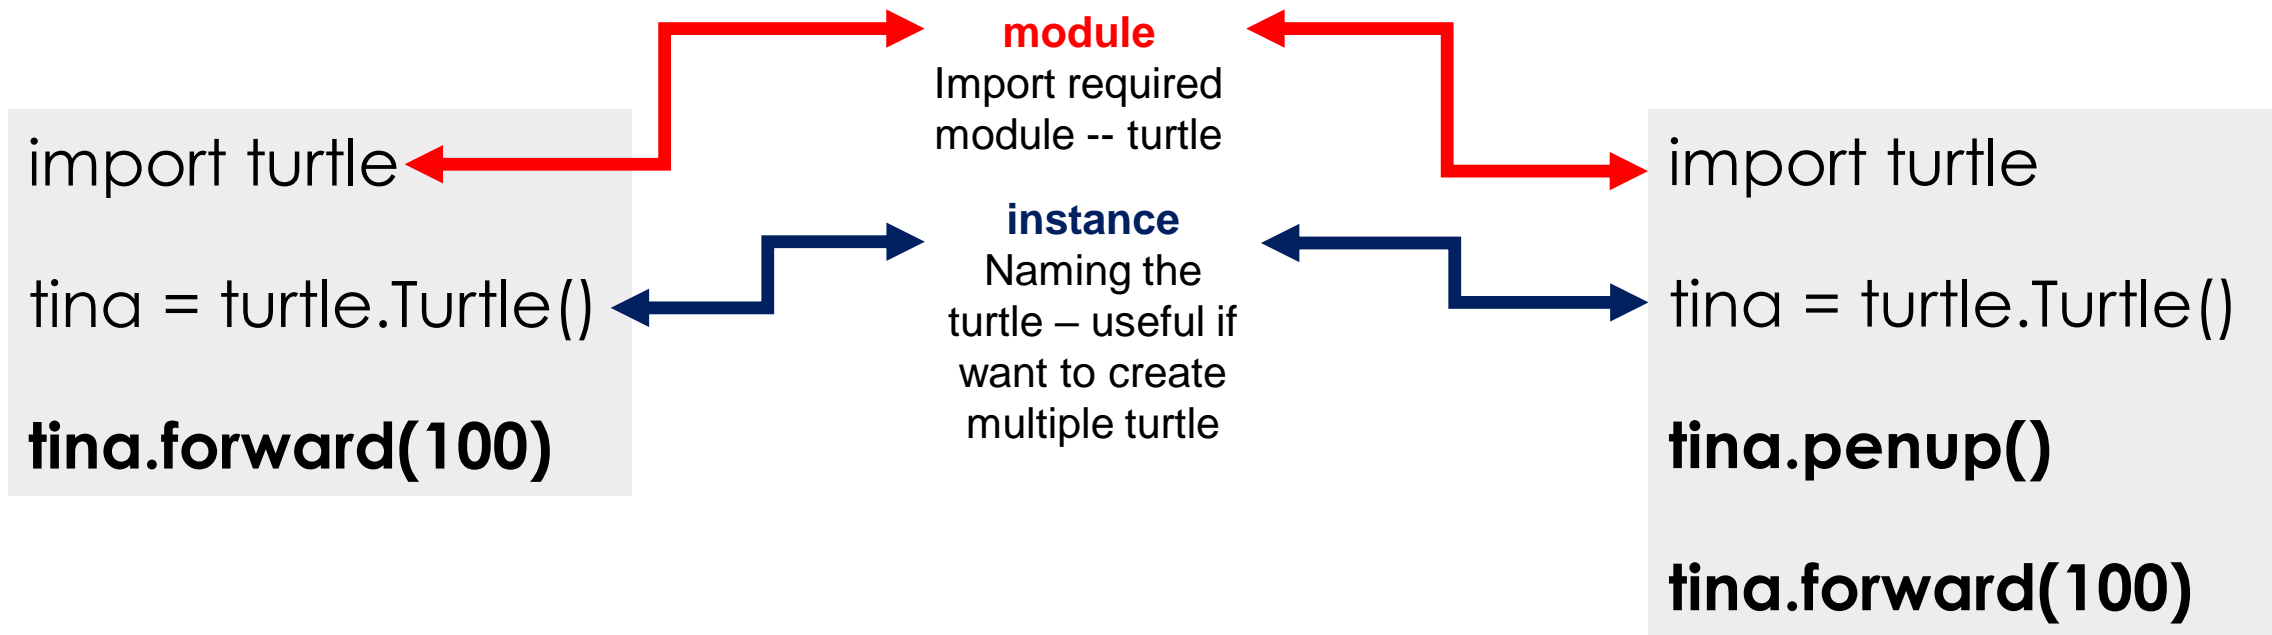 import turtle
tina = turtle.Turtle()
tina.forward(100)
module
Import required
module -- turtle
instance
Naming the
turtle – useful if
want to create
multiple turtle
import turtle
tina = turtle.Turtle()
tina.penup()
tina.forward(100)